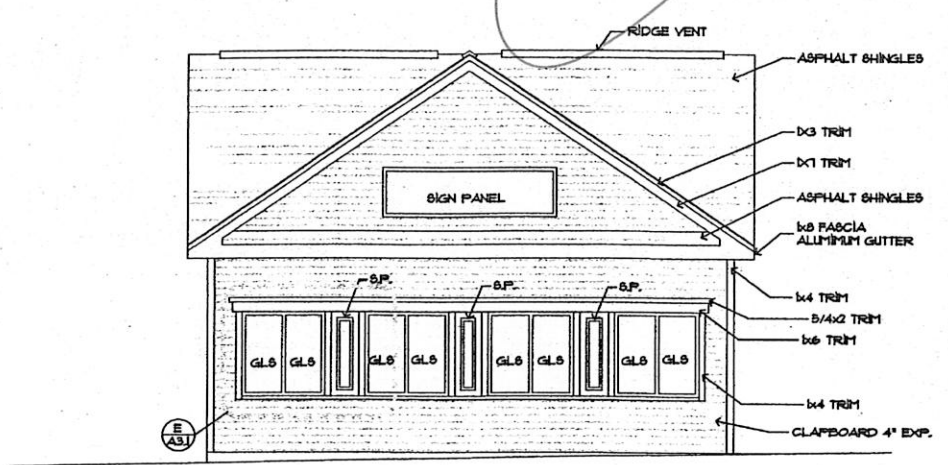 RIDGE VENT
ASPHALT SHINGLES
1X3 TRIM
1X7 TRIM
SIGN PANEL
ASPHALT SHINGLES
1x8 FASCIA
ALUMIMUM GUTTER
S.P.
S.P.
S.P.
1x4 TRIM
5/4x2 TRIM
1x6 TRIM
GLS GLS GLS GLS GLS GLS GLS GLS
1x4 TRIM
E
A3.1
CLAPBOARD 4" EXP.